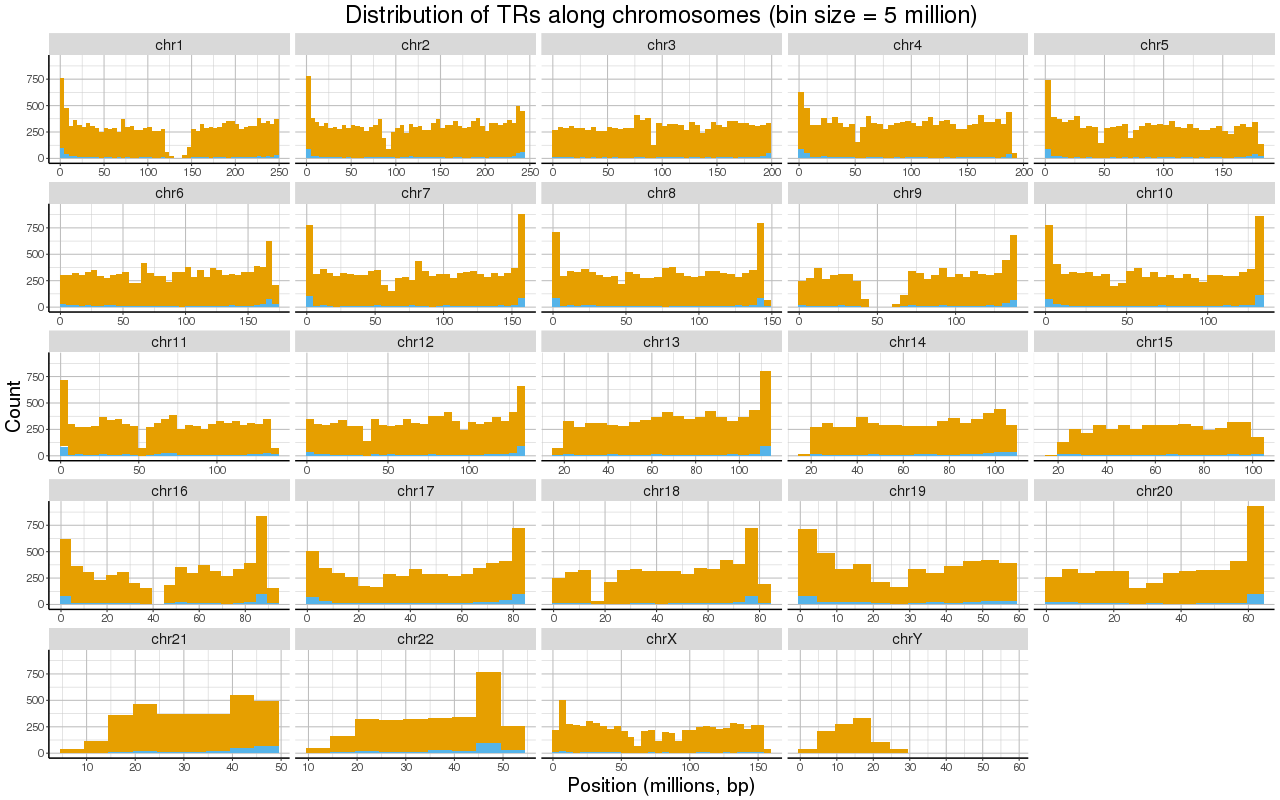 Distribution of TRs along chromosomes (bin size = 5 million)
chr1 chr2 chr3 chr4 chr5
750
500
250
0
0 50 100 150 200 250 0 50 100 150 200 250 0 50 100 150 200 0 50 100 150 200 0 50 100 150
chr6 chr7 chr8 chr9 chr10
750
500
250
0
0 50 100 150 0 50 100 150 0 50 100 150 0 50 100 0 50 100
chr11 chr12 chr13 chr14 chr15
750
500
250
0
0 50 100 0 50 100 20 40 60 80 100 20 40 60 80 100 20 40 60 80 100
Count
chr16 chr17 chr18 chr19 chr20
750
500
250
0
0 20 40 60 80 0 20 40 60 80 0 20 40 60 80 0 10 20 30 40 50 60 0 20 40 60
chr21 chr22 chrX chrY
750
500
250
0
10 20 30 40 50 10 20 30 40 50 0 50 100 150 0 10 20 30 40 50 60
Position (millions, bp)